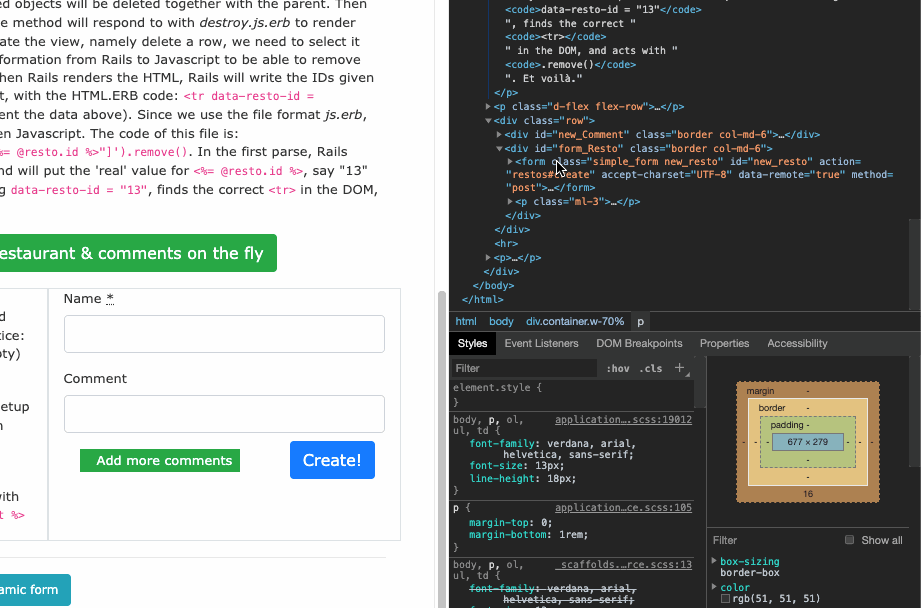 ed objects will be deleted together with the parent. Then
e method will respond to with destroy.js.erb to render
ate the view, namely delete a row, we need to select it
formation from Rails to Javascript to be able to remove
hen Rails renders the HTML, Rails will write the IDs given
t, with the HTML.ERB code: <tr data-resto-id =
ent the data above). Since we use the file format js.erb,
en Javascript. The code of this file is:
%= @resto.id %>"]').remove(). In the first parse, Rails
nd will put the 'real' value for <%= @resto.id %>, say "13"
ng data-resto-id = "13", finds the correct <tr> in the DOM,
estaurant & comments on the fly
d
ice:
oty)
etup
n
with
t %>
Name *
Comment
Add more comments
Create!
amic form
<code>data-resto-id = "13"</code>
", finds the correct "
<code><tr></code>
" in the DOM, and acts with "
<code>.remove()</code>
". Et voilà."
</p>
<p class="d-flex flex-row">…</p>
<div class="row">
<div id="new_Comment" class="border col-md-6">…</div>
<div id="form_Resto" class="border col-md-6">
<form class="simple_form new_resto" id="new_resto" action=
"restos#create" accept-charset="UTF-8" data-remote="true" method=
"post">…</form>
<p class="ml-3">…</p>
</div>
</div>
<hr>
<p>…</p>
</div>
</body>
</html>
html body div.container.w-70% p
Styles Event Listeners DOM Breakpoints Properties Accessibility
Filter :hov .cls +
element.style {
}
body, p, ol, application….scss:19012
ul, td {
font-family: verdana, arial,
helvetica, sans-serif;
font-size: 13px;
line-height: 18px;
}
p { application…ce.scss:105
margin-top: 0;
margin-bottom: 1rem;
}
body, p, ol, _scaffolds…rce.scss:13
ul, td {
font-family: verdana, arial,
helvetica, sans-serif;
margin -
border -
padding -
- - - 677 × 279 - - -
-
-
16
Filter Show all
box-sizing
border-box
color
rgb(51, 51, 51)